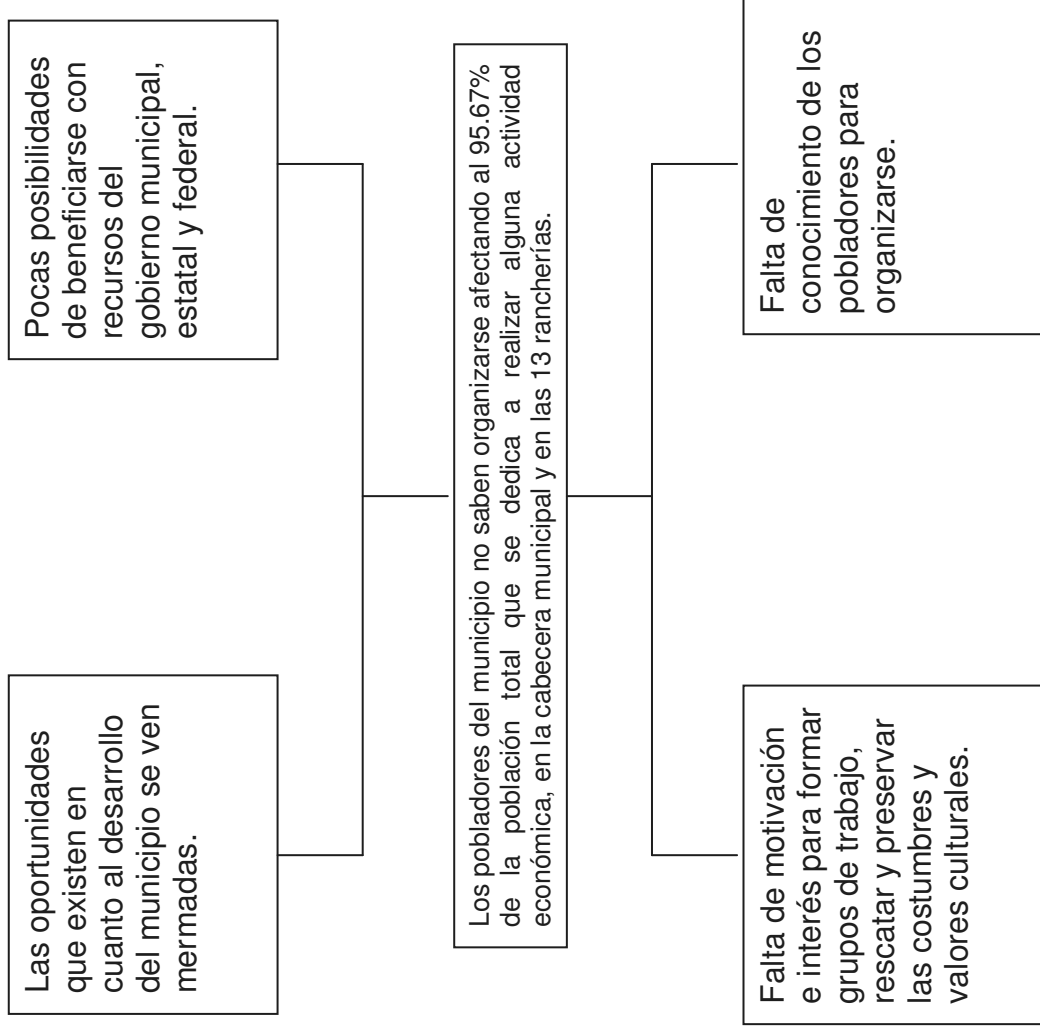 Las oportunidades
que existen en
cuanto al desarrollo
del municipio se ven
mermadas.
Pocas posibilidades
de beneficiarse con
recursos del
gobierno municipal,
estatal y federal.
Los pobladores del municipio no saben organizarse afectando al 95.67%
de la población total que se dedica a realizar alguna actividad
económica, en la cabecera municipal y en las 13 rancherías.
Falta de motivación
e interés para formar
grupos de trabajo,
rescatar y preservar
las costumbres y
valores culturales.
Falta de
conocimiento de los
pobladores para
organizarse.